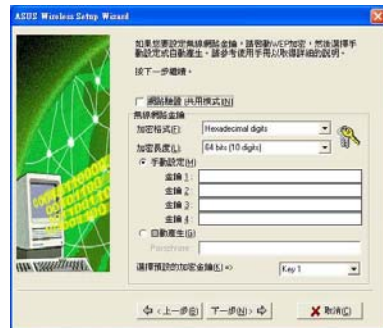 ASUS Wireless Setup Wizard
如果您要設定無線網路金鑰,請啟動WEP加密,然後選擇手
動設定或自動產生。請參考使用手冊以取得詳細的說明。
按下一步繼續。
網路驗證 (共用模式)(N)
無線網路金鑰
加密格式(F): Hexadecimal digits
加密長度(L): 64 bits (10 digits)
手動設定(M)
金鑰 1:
金鑰 2:
金鑰 3:
金鑰 4:
自動產生(G)
Passphrase:
選擇預設的加密金鑰(K) => Key 1
<上一步(B) 下一步(N)> 取消(C)